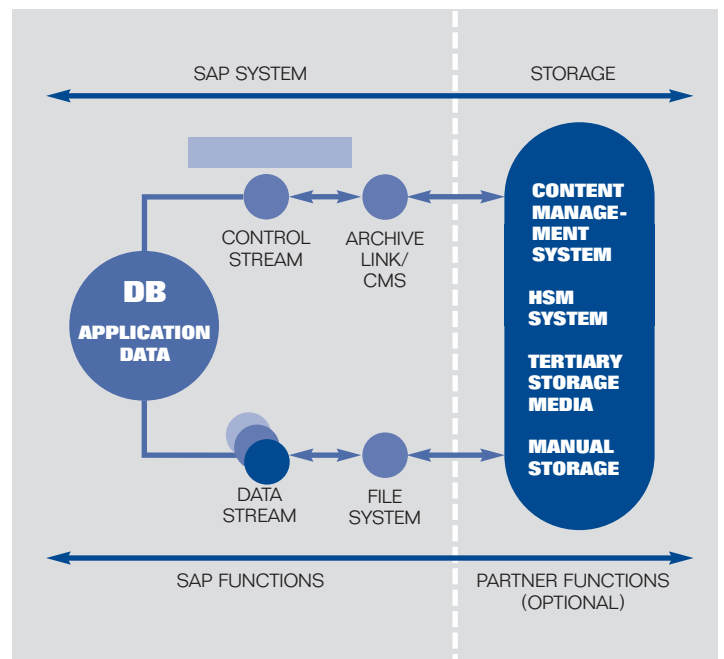 SAP SYSTEM
STORAGE
CONTROL
STREAM
ARCHIVE
LINK/
CMS
DB
APPLICATION
DATA
CONTENT
MANAGE-
MENT
SYSTEM
HSM
SYSTEM
TERTIARY
STORAGE
MEDIA
MANUAL
STORAGE
DATA
STREAM
FILE
SYSTEM
SAP FUNCTIONS
PARTNER FUNCTIONS
(OPTIONAL)